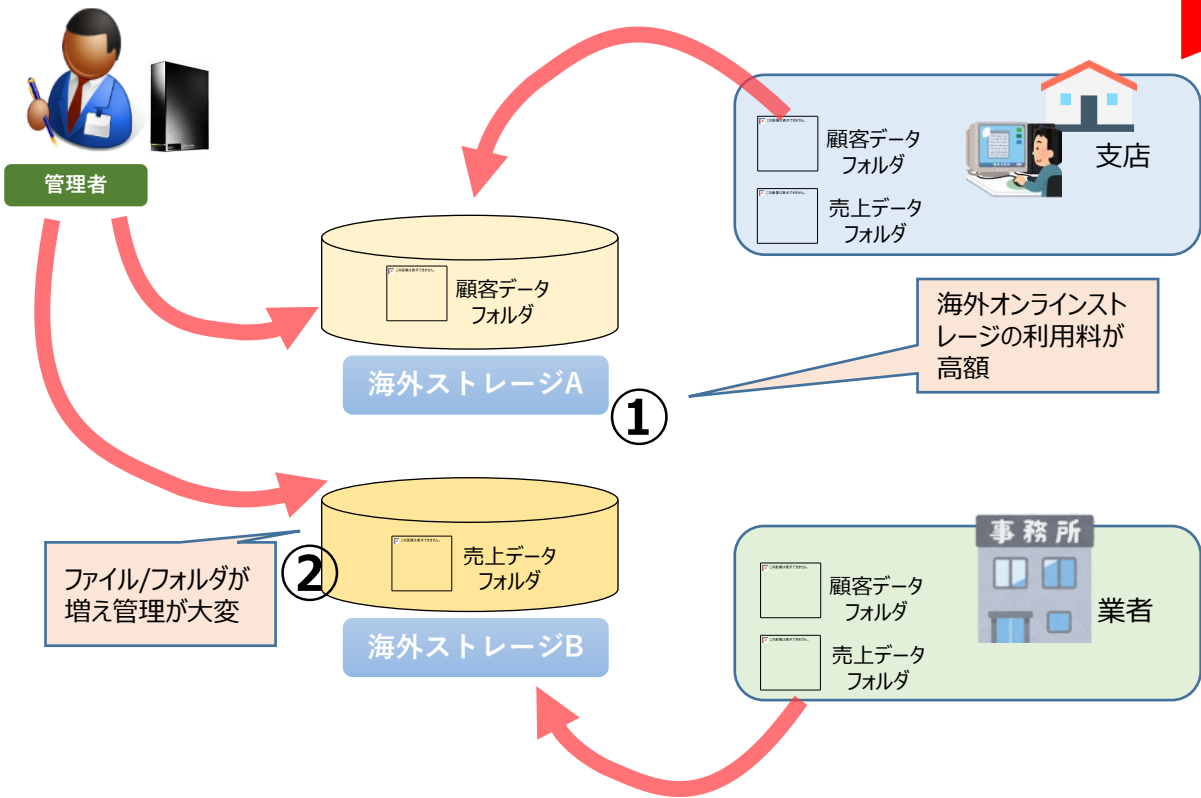 管理者
顧客データ
フォルダ
売上データ
フォルダ
支店
顧客データ
フォルダ
海外ストレージA
①
海外オンラインスト
レージの利用料が
高額
ファイル/フォルダが
増え管理が大変
②
売上データ
フォルダ
海外ストレージB
事務所
顧客データ
フォルダ
売上データ
フォルダ
業者